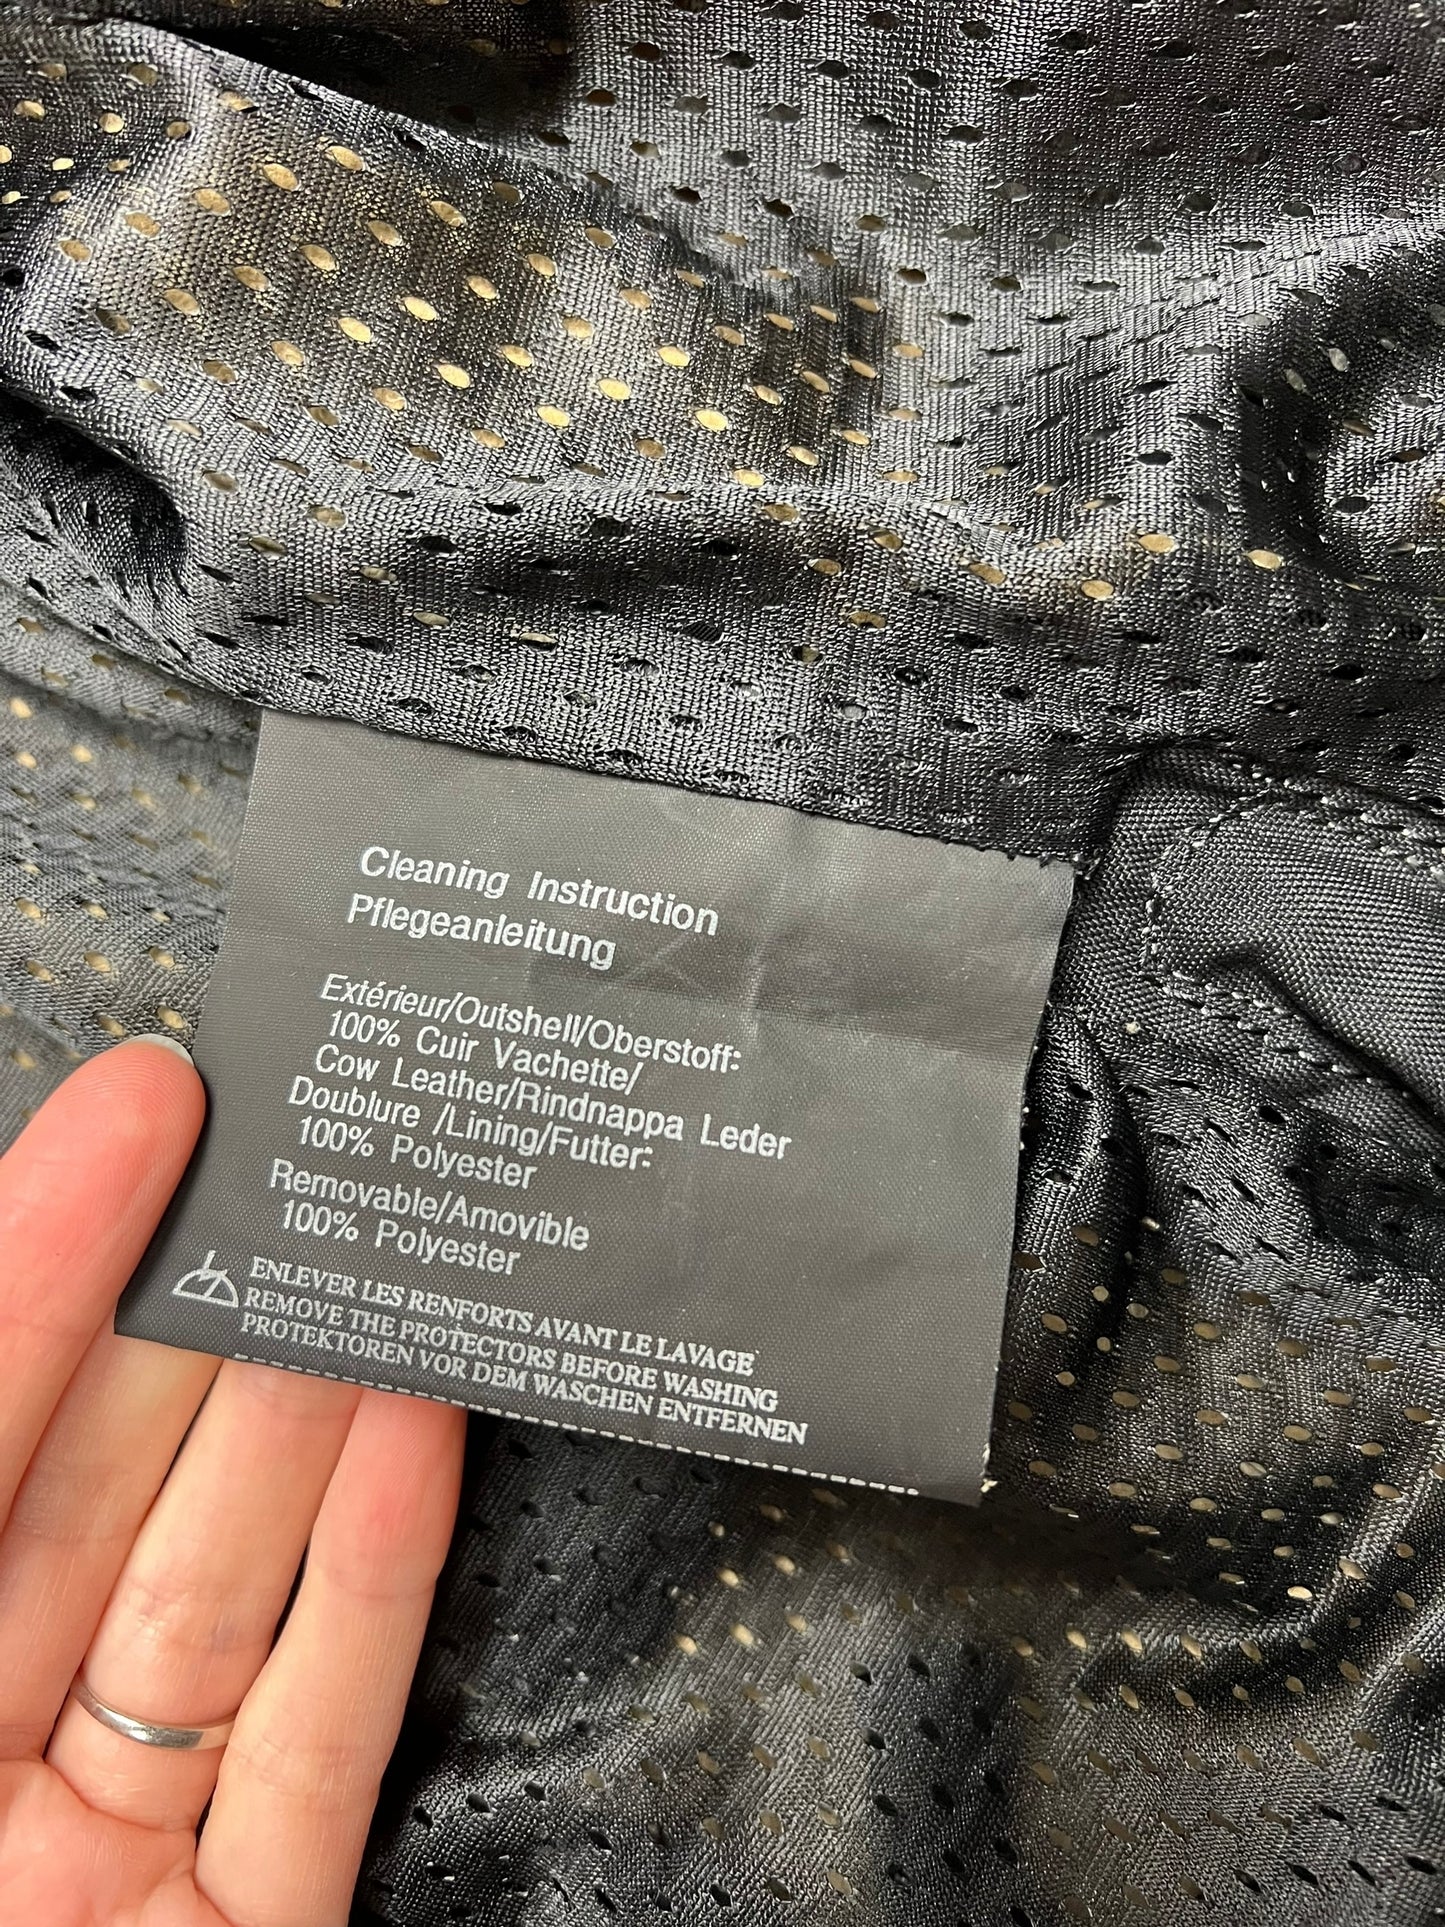 Cleaning Instruction
Pflegeanleitung
Extérieur/Outshell/Oberstoff:
100% Cuir Vachette/
Cow Leather/Rindnappa Leder
Doublure /Lining/Futter:
100% Polyester
Removable/Amovible
100% Polyester
ENLEVER LES RENFORTS AVANT LE LAVAGE
REMOVE THE PROTECTORS BEFORE WASHING
PROTEKTOREN VOR DEM WASCHEN ENTFERNEN